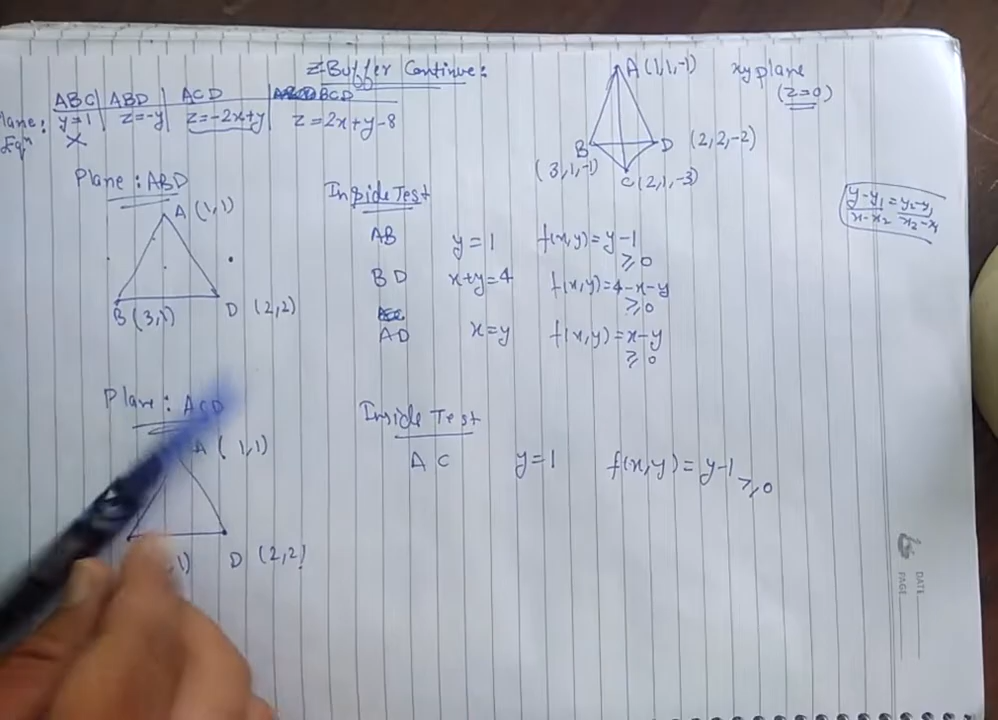 Z-Buffer Continue:
ABC ABD ACD BCD
Plane: y=1 z=-y z=-2x+y z=2x+y-8
Eqn X
A (1,1,-1) xy plane
(z=0)
B D (2,2,-2)
(3,1,-1) C (2,1,-3)
Plane: ABD
A (1,1)
B (3,1) D (2,2)
Inside Test
AB y=1 f(x,y)=y-1
≥0
BD x+y=4 f(x,y)=4-x-y
≥0
AD x=y f(x,y)=x-y
≥0
y-y1 = y2-y1
x-x2 x2-x1
Plane: ACD
A (1,1)
,1) D (2,2)
Inside Test
AC y=1 f(x,y)=y-1 ≥0
DATE
PAGE